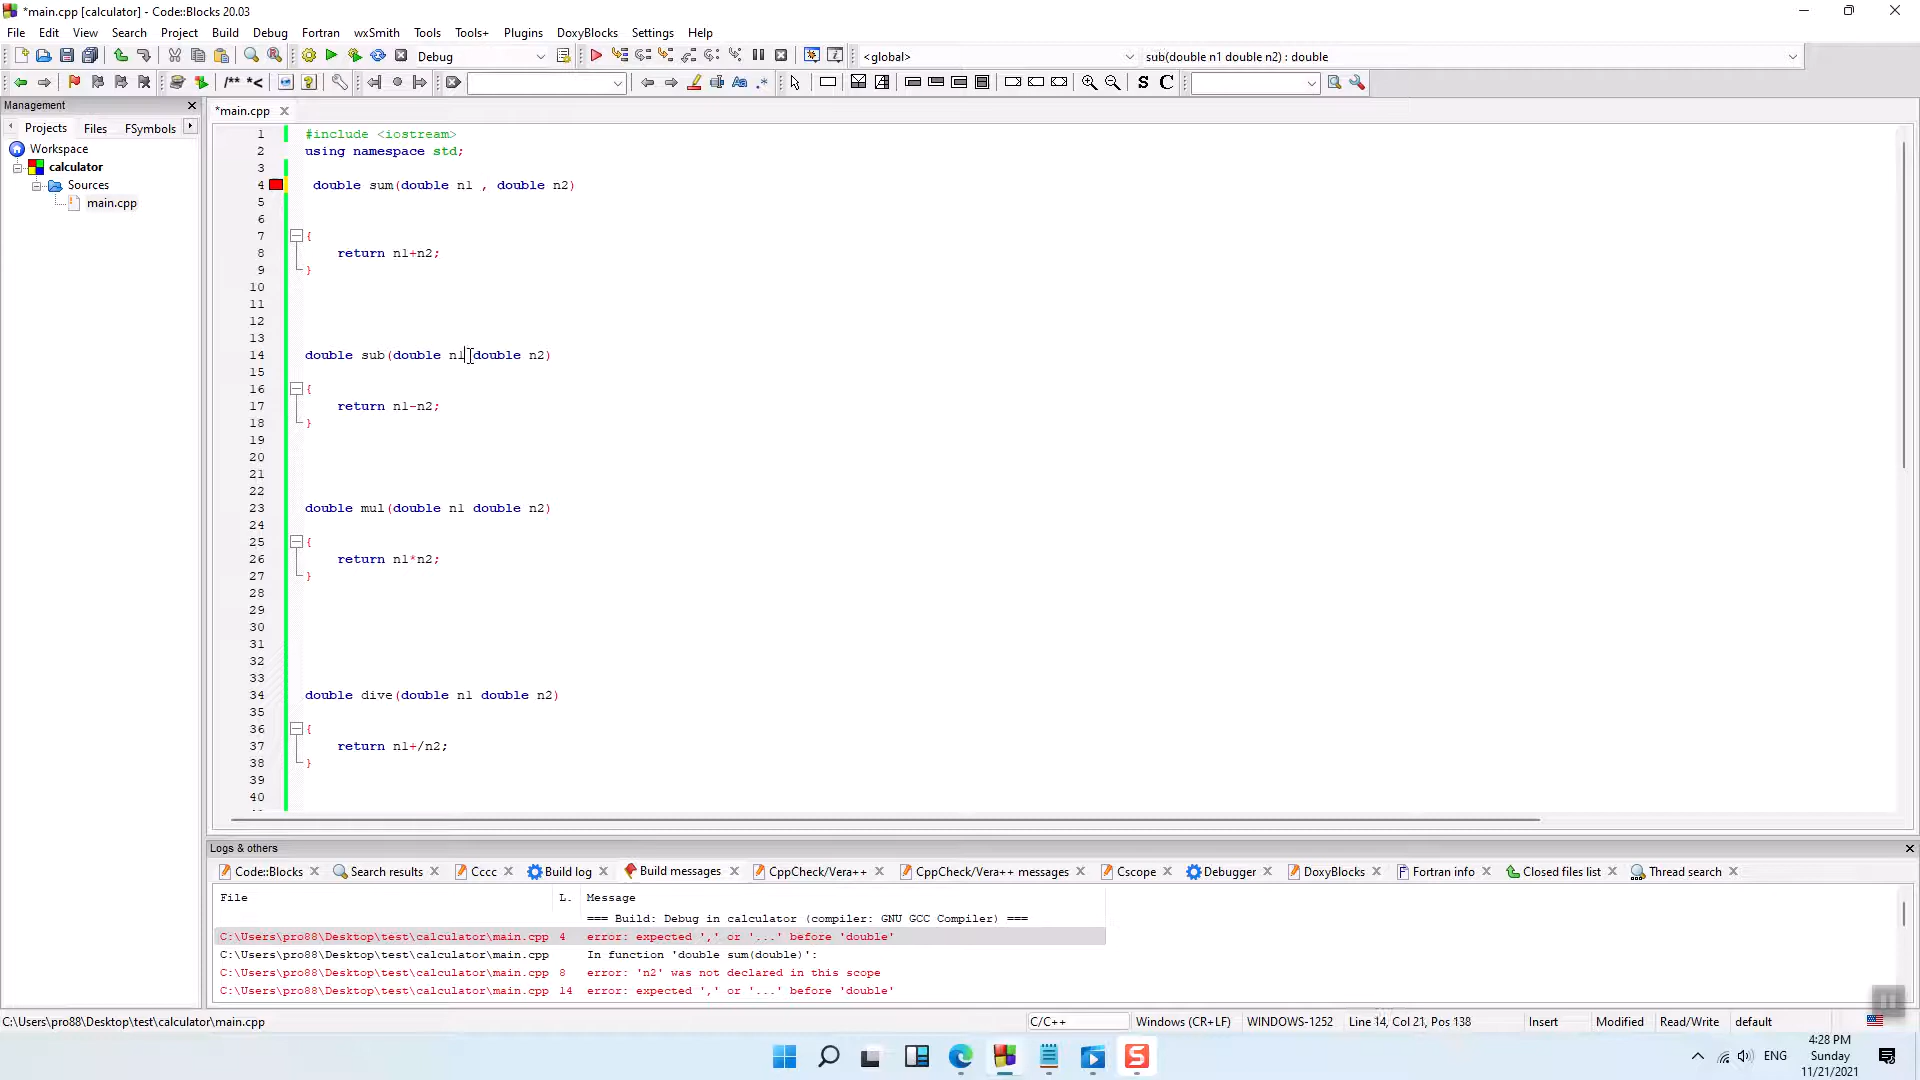 *main.cpp [calculator] - Code::Blocks 20.03
File Edit View Search Project Build Debug Fortran wxSmith Tools Tools+ Plugins DoxyBlocks Settings Help
Debug <global> sub(double n1 double n2) : double
/** *< Aa .* S C
Management
*main.cpp
Projects Files FSymbols
Workspace
calculator
Sources
main.cpp
1 #include <iostream>
2 using namespace std;
3
4 double sum(double n1 , double n2)
5
6
7 {
8 return n1+n2;
9 }
10
11
12
13
14 double sub(double n1 double n2)
15
16 {
17 return n1-n2;
18 }
19
20
21
22
23 double mul(double n1 double n2)
24
25 {
26 return n1*n2;
27 }
28
29
30
31
32
33
34 double dive(double n1 double n2)
35
36 {
37 return n1+/n2;
38 }
39
40
Logs & others
Code::Blocks Search results Cccc Build log Build messages CppCheck/Vera++ CppCheck/Vera++ messages Cscope Debugger DoxyBlocks Fortran info Closed files list Thread search
File L. Message
=== Build: Debug in calculator (compiler: GNU GCC Compiler) ===
C:\Users\pro88\Desktop\test\calculator\main.cpp 4 error: expected ',' or '...' before 'double'
C:\Users\pro88\Desktop\test\calculator\main.cpp In function 'double sum(double)':
C:\Users\pro88\Desktop\test\calculator\main.cpp 8 error: 'n2' was not declared in this scope
C:\Users\pro88\Desktop\test\calculator\main.cpp 14 error: expected ',' or '...' before 'double'
C:\Users\pro88\Desktop\test\calculator\main.cpp C/C++ Windows (CR+LF) WINDOWS-1252 Line 14, Col 21, Pos 138 Insert Modified Read/Write default
S ENG
4:28 PM
Sunday
11/21/2021